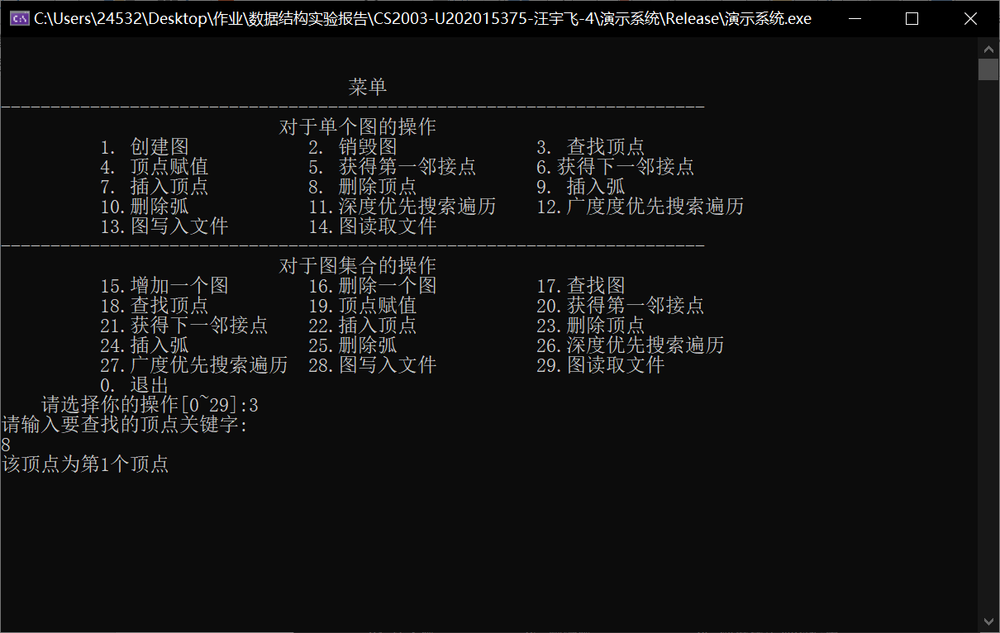 C:\Users\24532\Desktop\作业\数据结构实验报告\CS2003-U202015375-汪宇飞-4\演示系统\Release\演示系统.exe
菜单
-----------------------------------------------------------------------
对于单个图的操作
1. 创建图 2. 销毁图 3. 查找顶点
4. 顶点赋值 5. 获得第一邻接点 6.获得下一邻接点
7. 插入顶点 8. 删除顶点 9. 插入弧
10.删除弧 11.深度优先搜索遍历 12.广度度优先搜索遍历
13.图写入文件 14.图读取文件
-----------------------------------------------------------------------
对于图集合的操作
15.增加一个图 16.删除一个图 17.查找图
18.查找顶点 19.顶点赋值 20.获得第一邻接点
21.获得下一邻接点 22.插入顶点 23.删除顶点
24.插入弧 25.删除弧 26.深度优先搜索遍历
27.广度优先搜索遍历 28.图写入文件 29.图读取文件
0. 退出
请选择你的操作[0~29]:3
请输入要查找的顶点关键字:
8
该顶点为第1个顶点